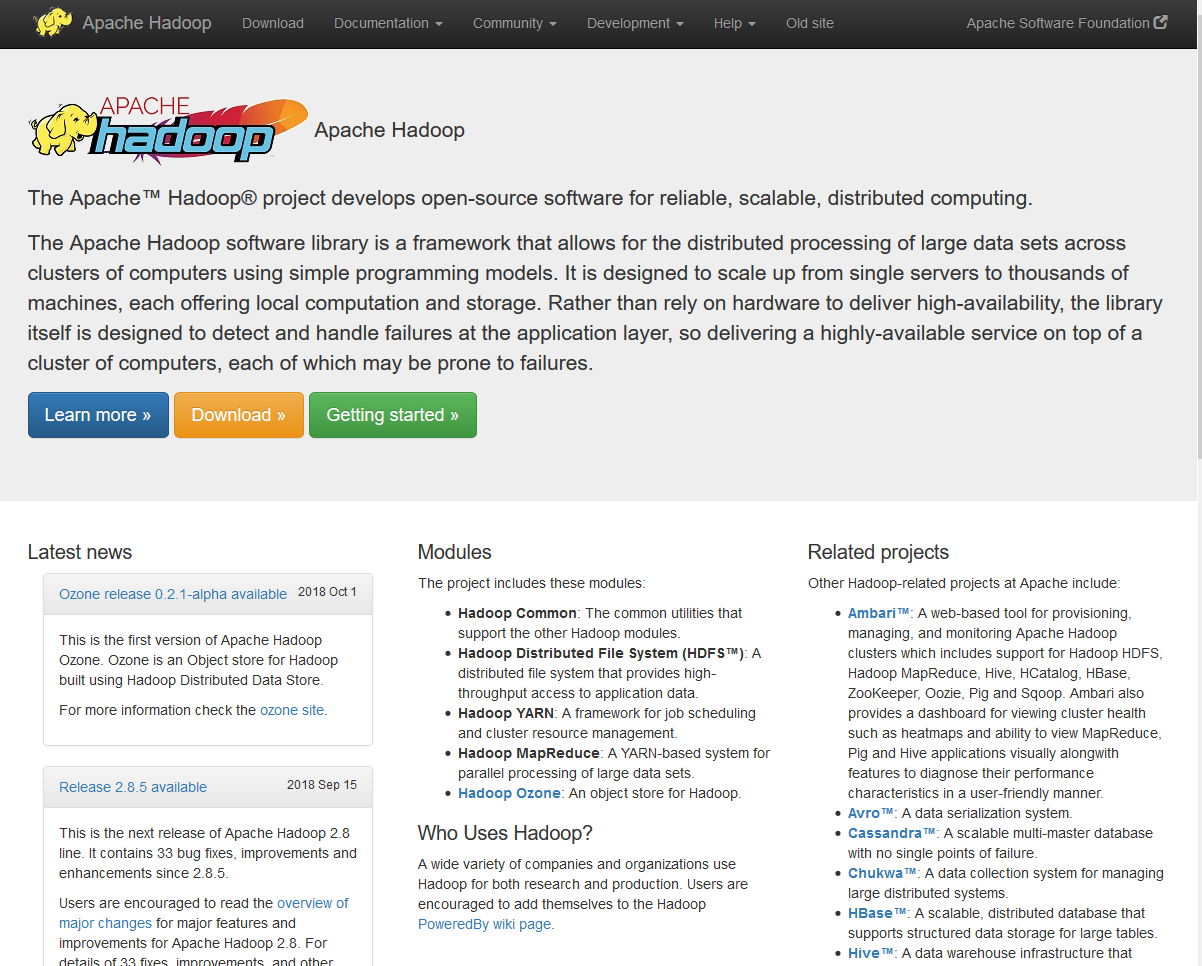 Apache Hadoop
Download
Documentation
Community
Development
Help
Old site
Apache Software Foundation
APACHE
hadoop
Apache Hadoop
The Apache™ Hadoop® project develops open-source software for reliable, scalable, distributed computing.
The Apache Hadoop software library is a framework that allows for the distributed processing of large data sets across
clusters of computers using simple programming models. It is designed to scale up from single servers to thousands of
machines, each offering local computation and storage. Rather than rely on hardware to deliver high-availability, the library
itself is designed to detect and handle failures at the application layer, so delivering a highly-available service on top of a
cluster of computers, each of which may be prone to failures.
Learn more »
Download »
Getting started »
Latest news
Ozone release 0.2.1-alpha available 2018 Oct 1
This is the first version of Apache Hadoop
Ozone. Ozone is an Object store for Hadoop
built using Hadoop Distributed Data Store.
For more information check the ozone site.
Release 2.8.5 available 2018 Sep 15
This is the next release of Apache Hadoop 2.8
line. It contains 33 bug fixes, improvements and
enhancements since 2.8.5.
Users are encouraged to read the overview of
major changes for major features and
improvements for Apache Hadoop 2.8. For
details of 33 fixes, improvements, and other
Modules
The project includes these modules:
• Hadoop Common: The common utilities that
support the other Hadoop modules.
• Hadoop Distributed File System (HDFS™): A
distributed file system that provides high-
throughput access to application data.
• Hadoop YARN: A framework for job scheduling
and cluster resource management.
• Hadoop MapReduce: A YARN-based system for
parallel processing of large data sets.
• Hadoop Ozone: An object store for Hadoop.
Who Uses Hadoop?
A wide variety of companies and organizations use
Hadoop for both research and production. Users are
encouraged to add themselves to the Hadoop
PoweredBy wiki page.
Related projects
Other Hadoop-related projects at Apache include:
• Ambari™: A web-based tool for provisioning,
managing, and monitoring Apache Hadoop
clusters which includes support for Hadoop HDFS,
Hadoop MapReduce, Hive, HCatalog, HBase,
ZooKeeper, Oozie, Pig and Sqoop. Ambari also
provides a dashboard for viewing cluster health
such as heatmaps and ability to view MapReduce,
Pig and Hive applications visually alongwith
features to diagnose their performance
characteristics in a user-friendly manner.
• Avro™: A data serialization system.
• Cassandra™: A scalable multi-master database
with no single points of failure.
• Chukwa™: A data collection system for managing
large distributed systems.
• HBase™: A scalable, distributed database that
supports structured data storage for large tables.
• Hive™: A data warehouse infrastructure that